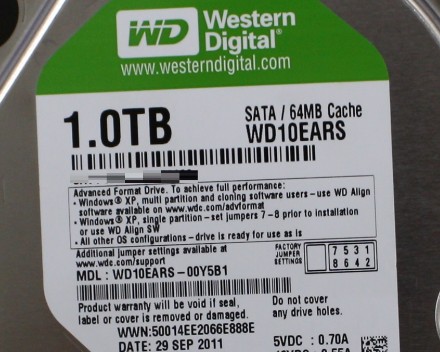 WD Western
Digital®
www.westerndigital.com
1.0TB
SATA / 64MB Cache
WD10EARS
Advanced Format Drive. To achieve full performance:
• Windows® XP, multi partition and cloning software users – use WD Align
software available on www.wdc.com/advformat
• Windows® XP, single partition – set jumpers 7–8 prior to installation
or use WD Align SW
• All other OS configurations – drive is ready for use as is
Additional jumper settings available at
www.wdc.com/support
FACTORY
JUMPER
SETTINGS
7 5 3 1
8 6 4 2
MDL : WD10EARS–00Y5B1
Product warranty will be void if seal,
label or cover is removed or damaged.
Do not cover
any drive holes.
WWN:50014EE2066E888E
DATE: 29 SEP 2011
5VDC : 0.70A